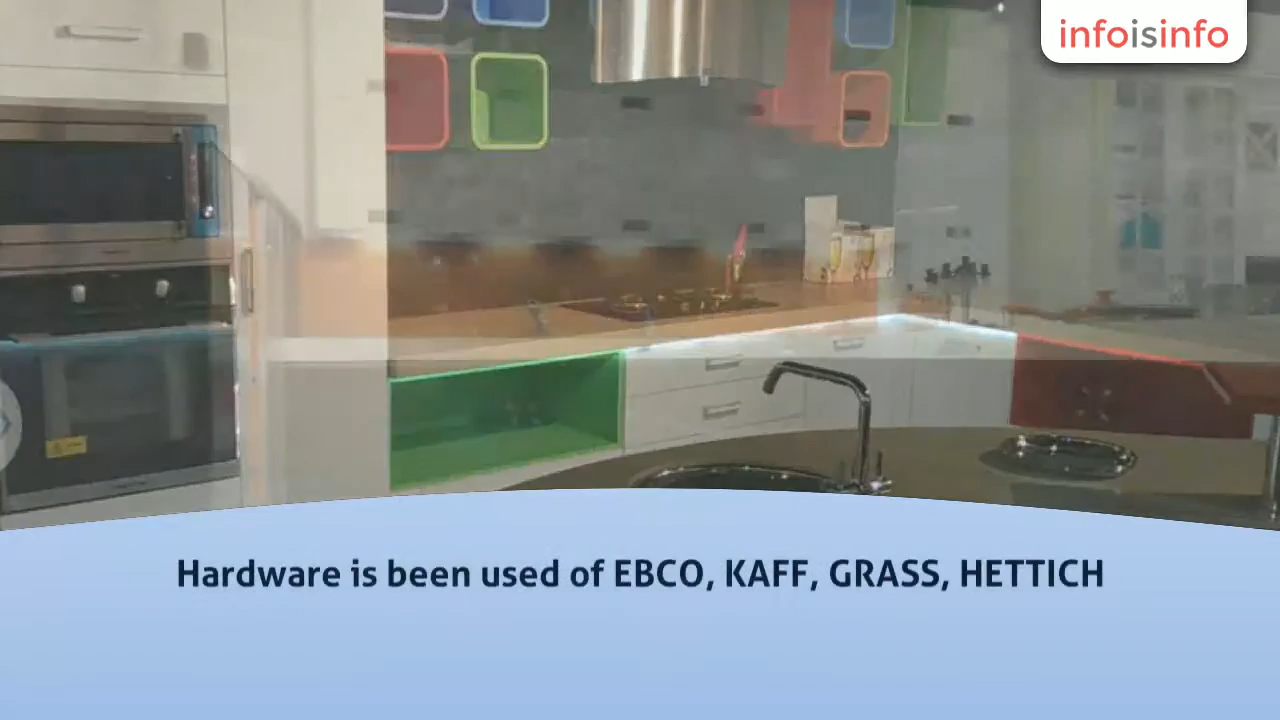 infoisinfo
Hardware is been used of EBCO, KAFF, GRASS, HETTICH